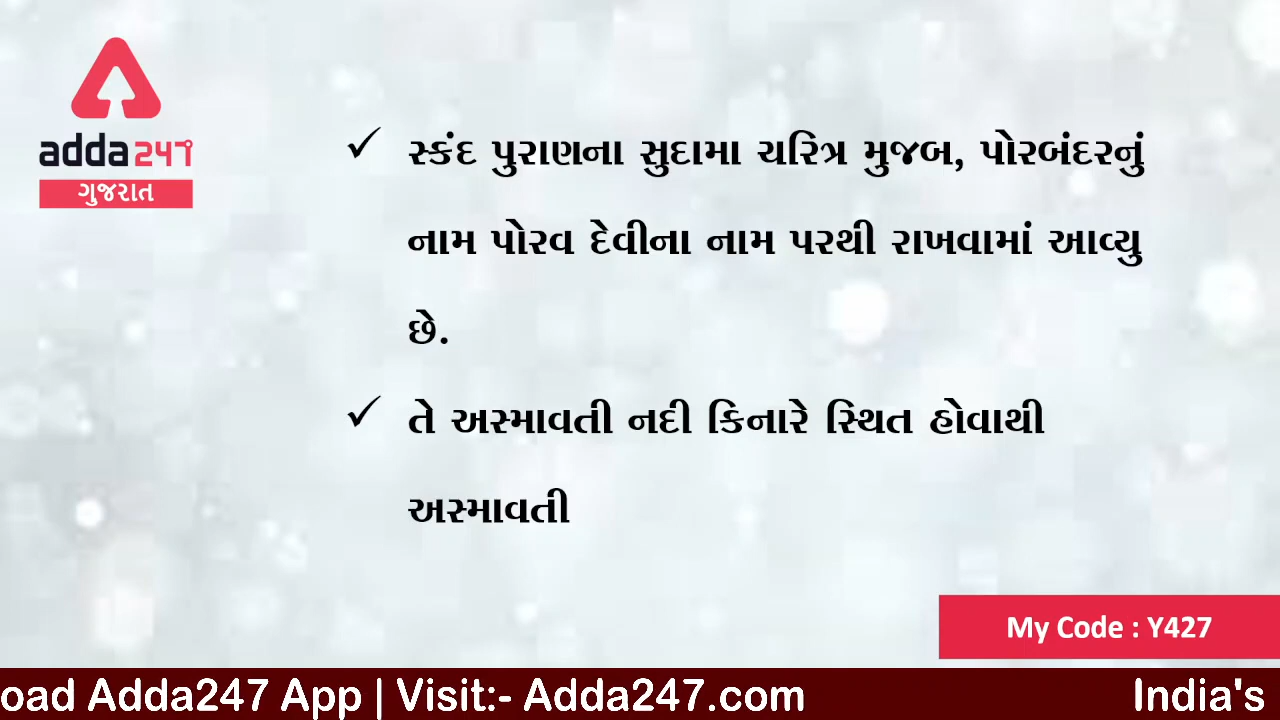 adda247
ગુજરાત
✓ સ્કંદ પુરાણના સુદામા ચરિત્ર મુજબ, પોરબંદરનું
નામ પોરવ દેવીના નામ પરથી રાખવામાં આવ્યુ
છે.
✓ તે અસ્માવતી નદી કિનારે સ્થિત હોવાથી
અસ્માવતી
My Code : Y427
oad Adda247 App | Visit:- Adda247.com India's